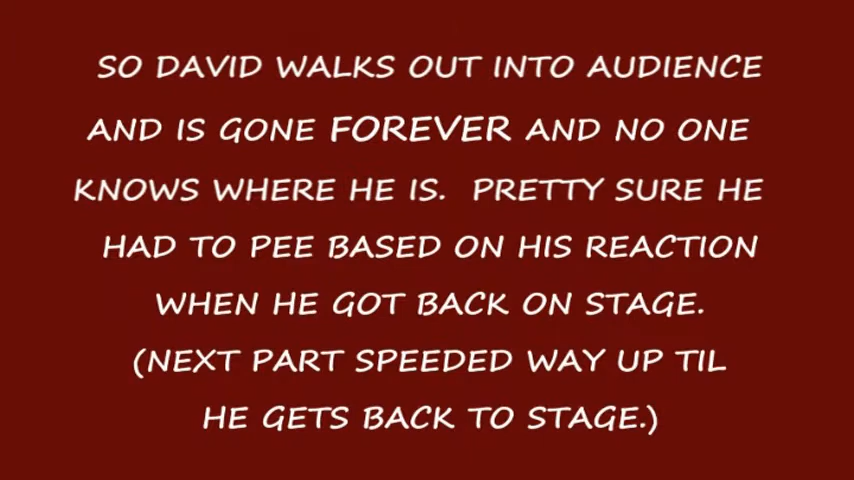 SO DAVID WALKS OUT INTO AUDIENCE
AND IS GONE FOREVER AND NO ONE
KNOWS WHERE HE IS. PRETTY SURE HE
HAD TO PEE BASED ON HIS REACTION
WHEN HE GOT BACK ON STAGE.
(NEXT PART SPEEDED WAY UP TIL
HE GETS BACK TO STAGE.)